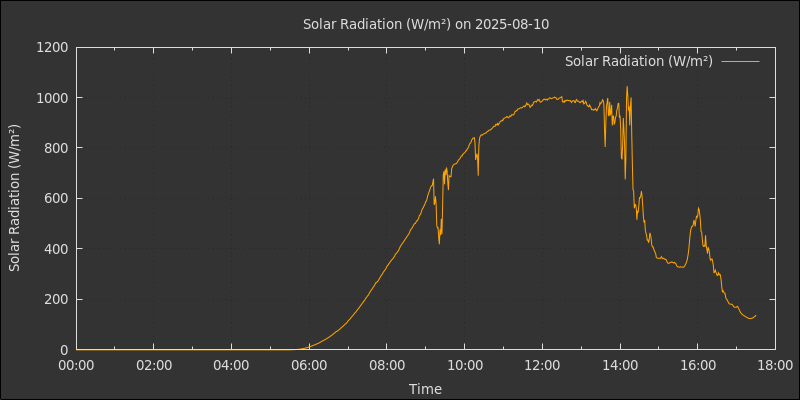 Solar Radiation (W/m²) on 2025-08-10
Solar Radiation (W/m²)
Solar Radiation (W/m²)
1200
1000
800
600
400
200
0
00:00 02:00 04:00 06:00 08:00 10:00 12:00 14:00 16:00 18:00
Time